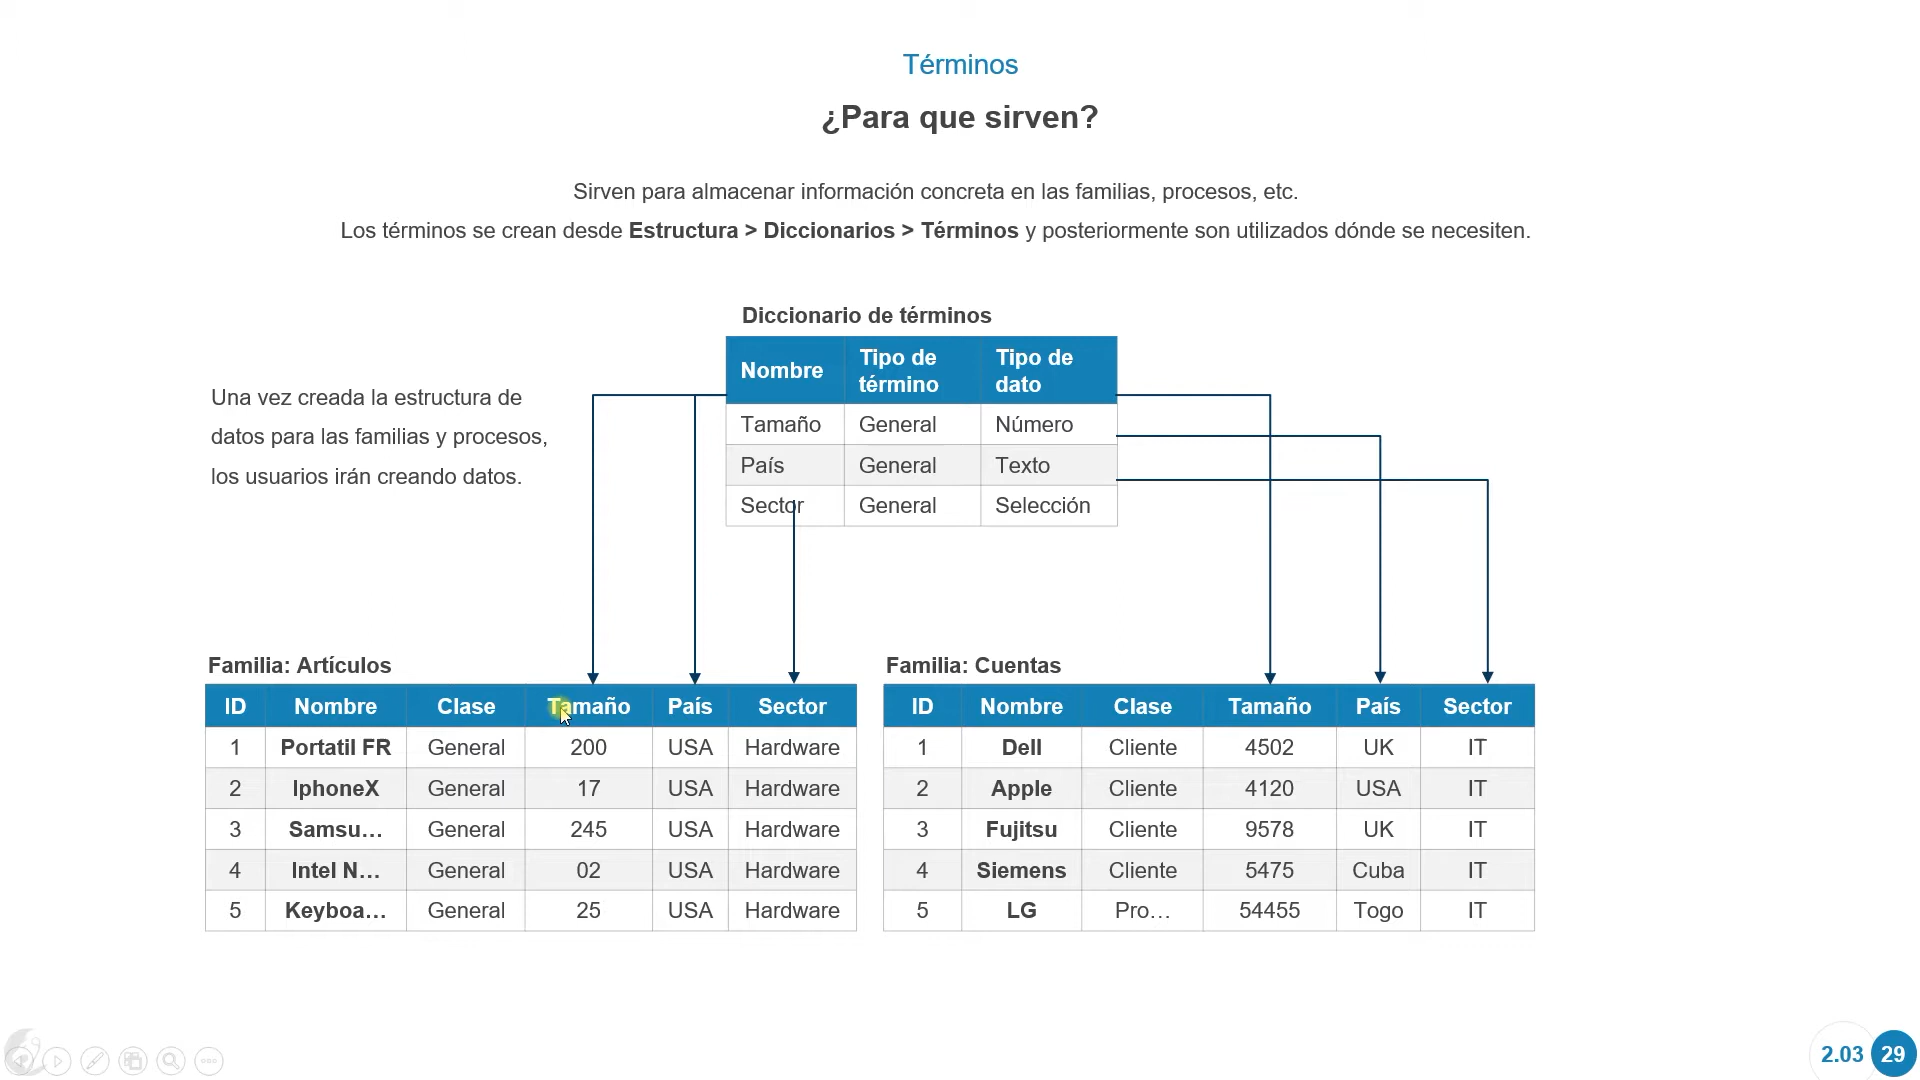 Términos
¿Para que sirven?
Sirven para almacenar información concreta en las familias, procesos, etc.
Los términos se crean desde Estructura > Diccionarios > Términos y posteriormente son utilizados dónde se necesiten.
Una vez creada la estructura de
datos para las familias y procesos,
los usuarios irán creando datos.
Diccionario de términos
Nombre Tipo de término Tipo de dato
Tamaño General Número
País General Texto
Sector General Selección
Familia: Artículos
ID Nombre Clase Tamaño País Sector
1 Portatil FR General 200 USA Hardware
2 IphoneX General 17 USA Hardware
3 Samsu... General 245 USA Hardware
4 Intel N... General 02 USA Hardware
5 Keyboa... General 25 USA Hardware
Familia: Cuentas
ID Nombre Clase Tamaño País Sector
1 Dell Cliente 4502 UK IT
2 Apple Cliente 4120 USA IT
3 Fujitsu Cliente 9578 UK IT
4 Siemens Cliente 5475 Cuba IT
5 LG Pro... 54455 Togo IT
2.03 29